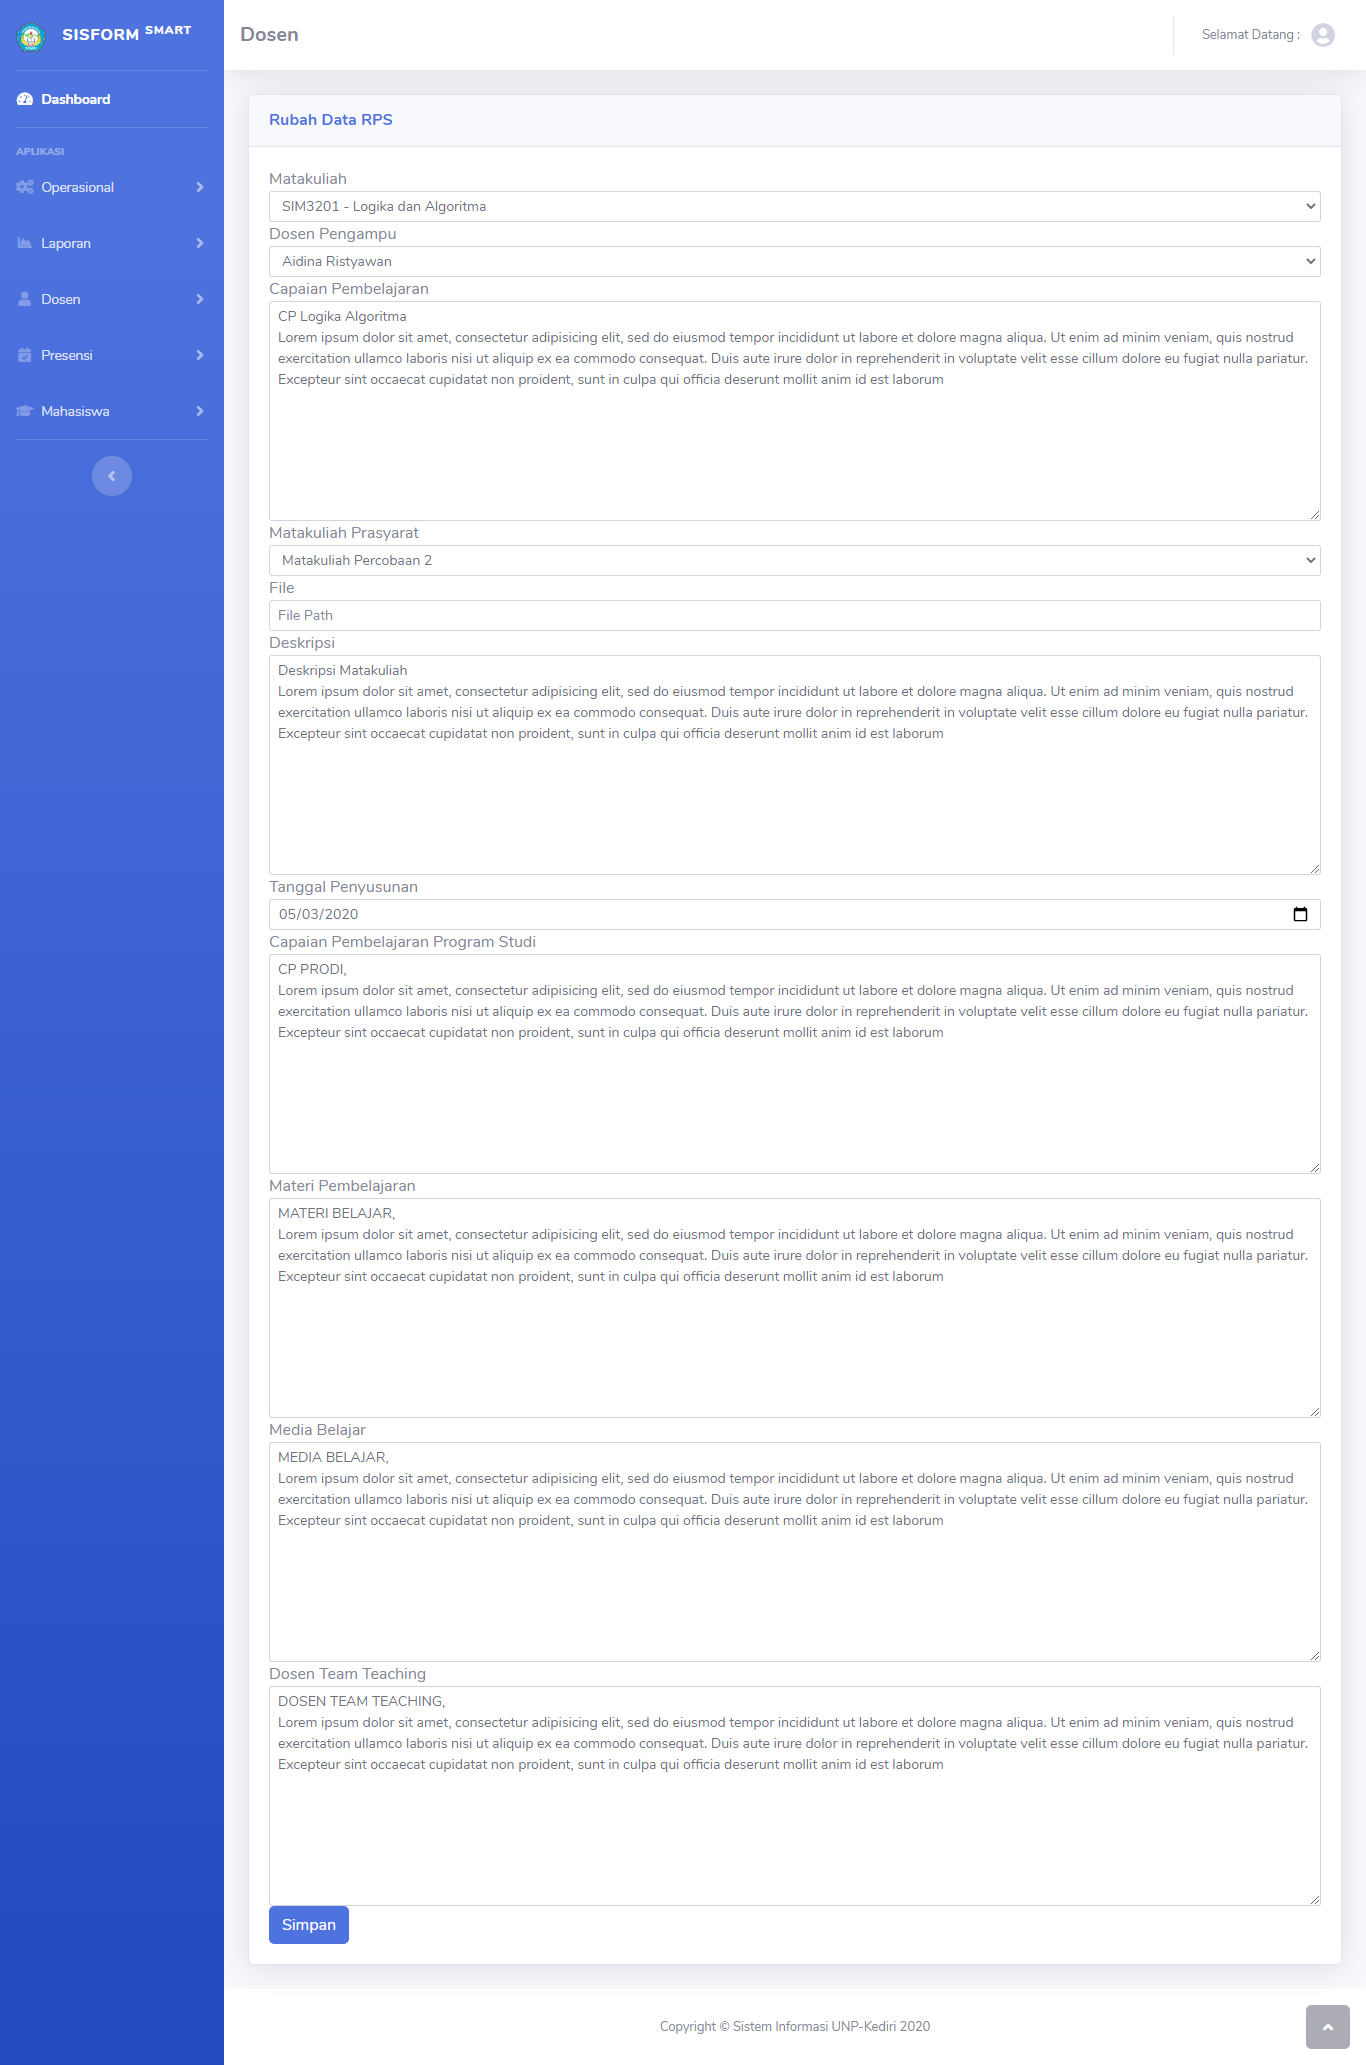 SISFORM SMART
Dashboard
APLIKASI
Operasional
Laporan
Dosen
Presensi
Mahasiswa
Dosen
Selamat Datang :
Rubah Data RPS
Matakuliah
SIM3201 - Logika dan Algoritma
Dosen Pengampu
Aidina Ristyawan
Capaian Pembelajaran
CP Logika Algoritma
Lorem ipsum dolor sit amet, consectetur adipisicing elit, sed do eiusmod tempor incididunt ut labore et dolore magna aliqua. Ut enim ad minim veniam, quis nostrud
exercitation ullamco laboris nisi ut aliquip ex ea commodo consequat. Duis aute irure dolor in reprehenderit in voluptate velit esse cillum dolore eu fugiat nulla pariatur.
Excepteur sint occaecat cupidatat non proident, sunt in culpa qui officia deserunt mollit anim id est laborum
Matakuliah Prasyarat
Matakuliah Percobaan 2
File
File Path
Deskripsi
Deskripsi Matakuliah
Lorem ipsum dolor sit amet, consectetur adipisicing elit, sed do eiusmod tempor incididunt ut labore et dolore magna aliqua. Ut enim ad minim veniam, quis nostrud
exercitation ullamco laboris nisi ut aliquip ex ea commodo consequat. Duis aute irure dolor in reprehenderit in voluptate velit esse cillum dolore eu fugiat nulla pariatur.
Excepteur sint occaecat cupidatat non proident, sunt in culpa qui officia deserunt mollit anim id est laborum
Tanggal Penyusunan
05/03/2020
Capaian Pembelajaran Program Studi
CP PRODI,
Lorem ipsum dolor sit amet, consectetur adipisicing elit, sed do eiusmod tempor incididunt ut labore et dolore magna aliqua. Ut enim ad minim veniam, quis nostrud
exercitation ullamco laboris nisi ut aliquip ex ea commodo consequat. Duis aute irure dolor in reprehenderit in voluptate velit esse cillum dolore eu fugiat nulla pariatur.
Excepteur sint occaecat cupidatat non proident, sunt in culpa qui officia deserunt mollit anim id est laborum
Materi Pembelajaran
MATERI BELAJAR,
Lorem ipsum dolor sit amet, consectetur adipisicing elit, sed do eiusmod tempor incididunt ut labore et dolore magna aliqua. Ut enim ad minim veniam, quis nostrud
exercitation ullamco laboris nisi ut aliquip ex ea commodo consequat. Duis aute irure dolor in reprehenderit in voluptate velit esse cillum dolore eu fugiat nulla pariatur.
Excepteur sint occaecat cupidatat non proident, sunt in culpa qui officia deserunt mollit anim id est laborum
Media Belajar
MEDIA BELAJAR,
Lorem ipsum dolor sit amet, consectetur adipisicing elit, sed do eiusmod tempor incididunt ut labore et dolore magna aliqua. Ut enim ad minim veniam, quis nostrud
exercitation ullamco laboris nisi ut aliquip ex ea commodo consequat. Duis aute irure dolor in reprehenderit in voluptate velit esse cillum dolore eu fugiat nulla pariatur.
Excepteur sint occaecat cupidatat non proident, sunt in culpa qui officia deserunt mollit anim id est laborum
Dosen Team Teaching
DOSEN TEAM TEACHING,
Lorem ipsum dolor sit amet, consectetur adipisicing elit, sed do eiusmod tempor incididunt ut labore et dolore magna aliqua. Ut enim ad minim veniam, quis nostrud
exercitation ullamco laboris nisi ut aliquip ex ea commodo consequat. Duis aute irure dolor in reprehenderit in voluptate velit esse cillum dolore eu fugiat nulla pariatur.
Excepteur sint occaecat cupidatat non proident, sunt in culpa qui officia deserunt mollit anim id est laborum
Simpan
Copyright © Sistem Informasi UNP-Kediri 2020